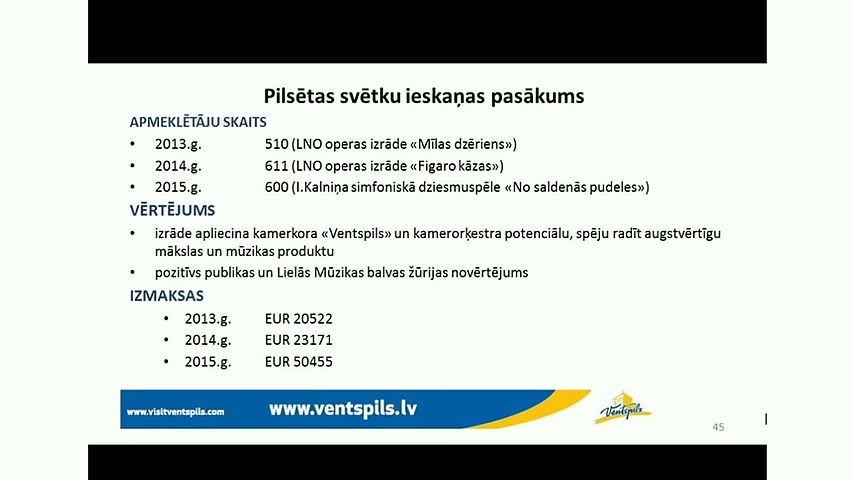 Pilsētas svētku ieskaņas pasākums
APMEKLĒTĀJU SKAITS
• 2013.g. 510 (LNO operas izrāde «Mīlas dzēriens»)
• 2014.g. 611 (LNO operas izrāde «Figaro kāzas»)
• 2015.g. 600 (I.Kalniņa simfoniskā dziesmuspēle «No saldenās pudeles»)
VĒRTĒJUMS
• izrāde apliecina kamerkora «Ventspils» un kamerorķestra potenciālu, spēju radīt augstvērtīgu
mākslas un mūzikas produktu
• pozitīvs publikas un Lielās Mūzikas balvas žūrijas novērtējums
IZMAKSAS
• 2013.g. EUR 20522
• 2014.g. EUR 23171
• 2015.g. EUR 50455
www.visitventspils.com www.ventspils.lv Ventspils
45